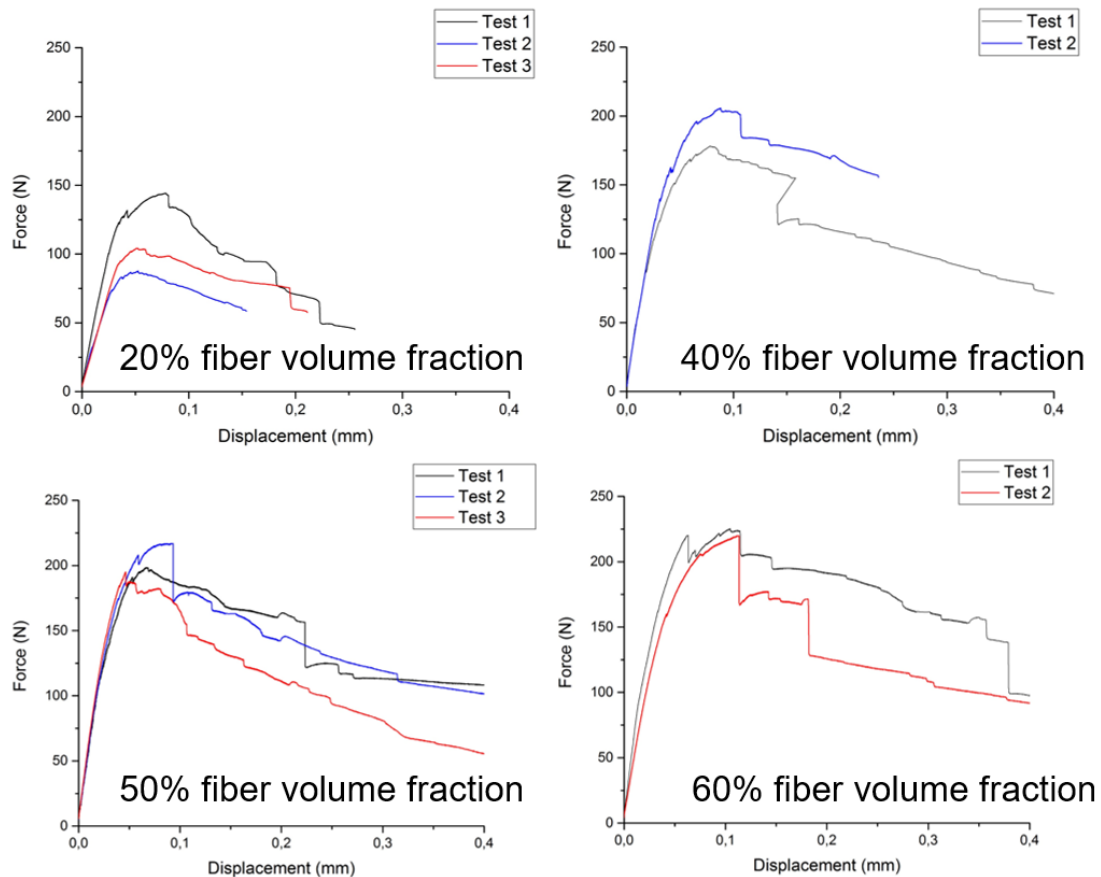 Test 1
Test 2
Test 3
250
200
150
100
50
0
Force (N)
20% fiber volume fraction
0,0 0,1 0,2 0,3 0,4
Displacement (mm)
Test 1
Test 2
250
200
150
100
50
0
Force (N)
40% fiber volume fraction
0,0 0,1 0,2 0,3 0,4
Displacement (mm)
Test 1
Test 2
Test 3
250
200
150
100
50
0
Force (N)
50% fiber volume fraction
0,0 0,1 0,2 0,3 0,4
Displacement (mm)
Test 1
Test 2
250
200
150
100
50
0
Force (N)
60% fiber volume fraction
0,0 0,1 0,2 0,3 0,4
Displacement (mm)